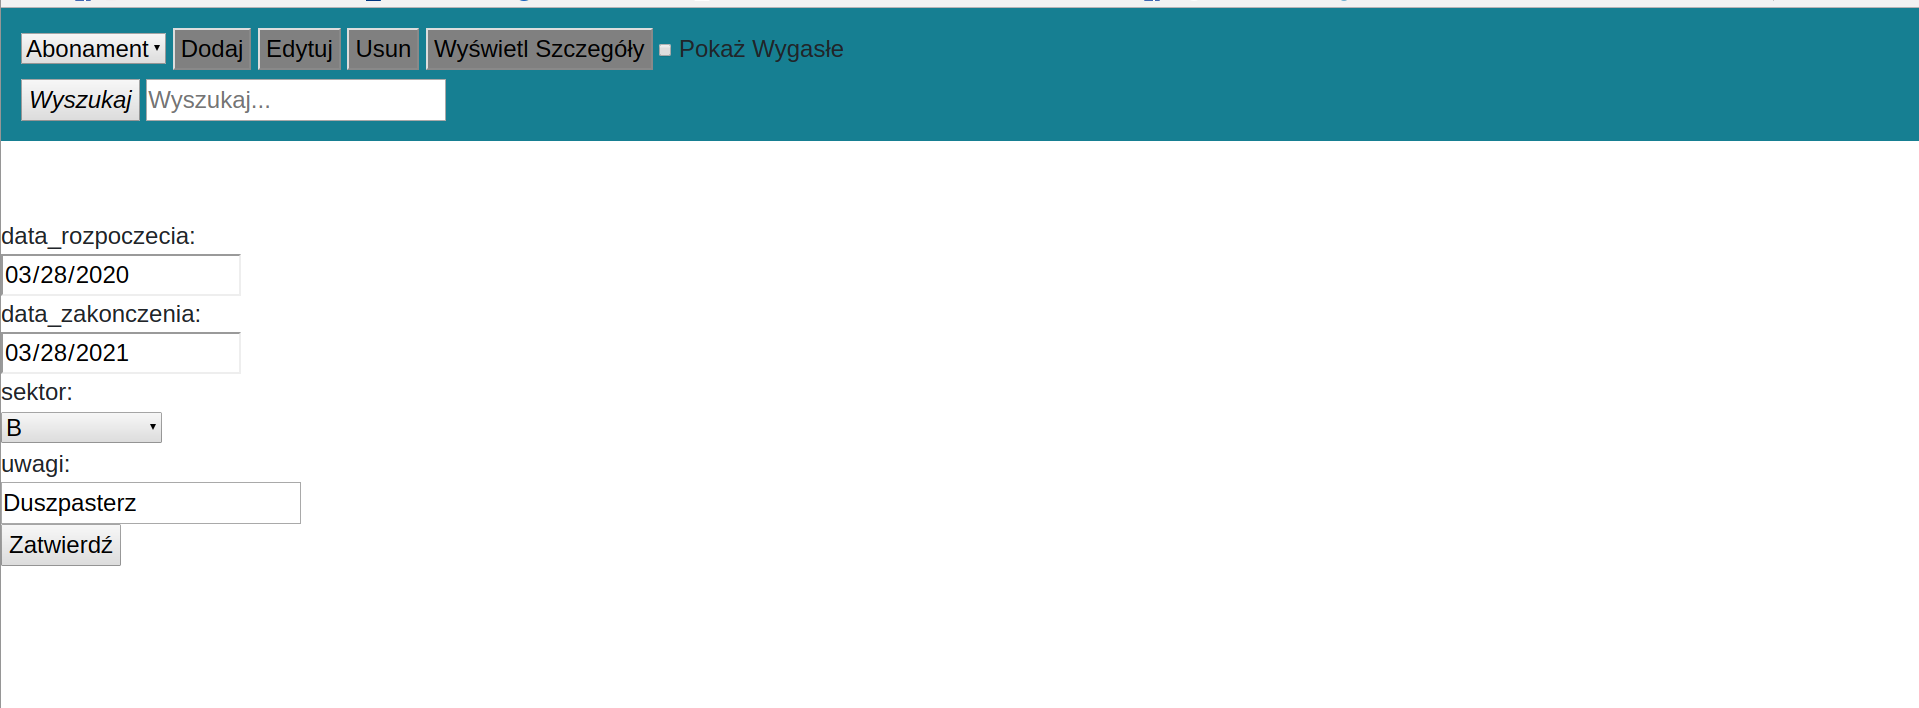 Abonament Dodaj Edytuj Usun Wyświetl Szczegóły Pokaż Wygasłe
Wyszukaj Wyszukaj...
data_rozpoczecia:
03/28/2020
data_zakonczenia:
03/28/2021
sektor:
B
uwagi:
Duszpasterz
Zatwierdź